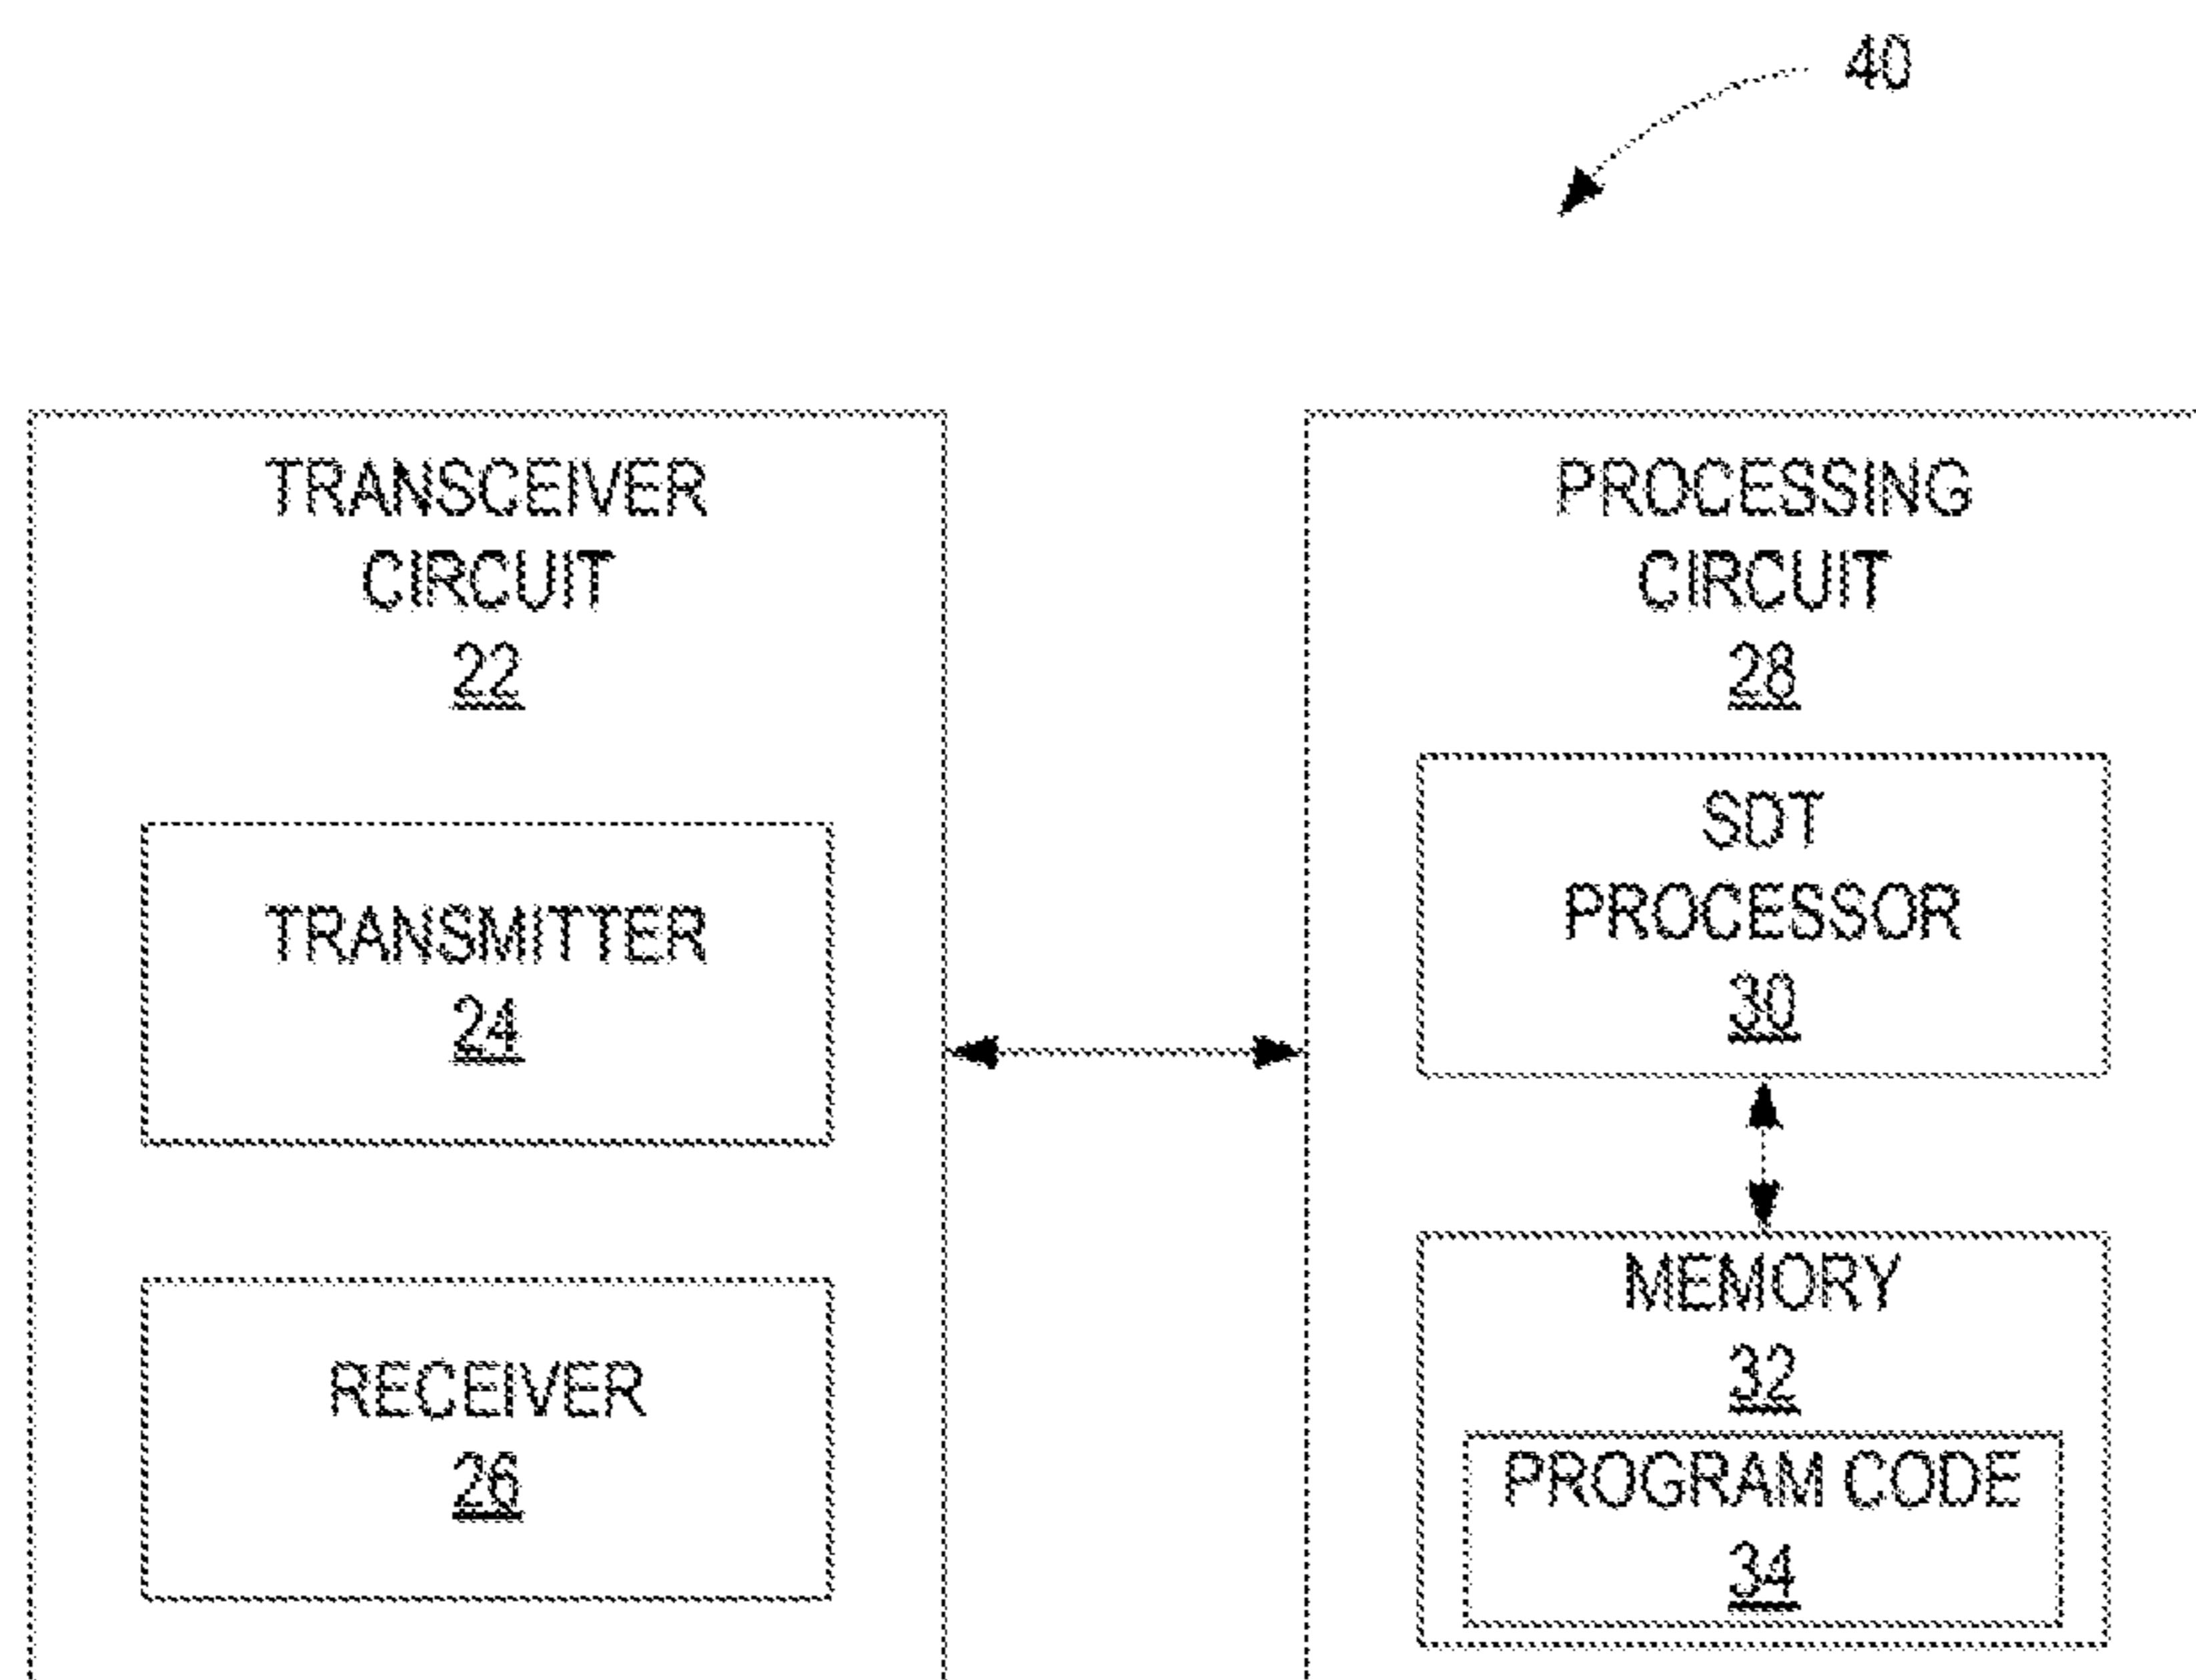 40
TRANSCEIVER
CIRCUIT
22
TRANSMITTER
24
RECEIVER
26
PROCESSING
CIRCUIT
28
SDT
PROCESSOR
30
MEMORY
32
PROGRAM CODE
34